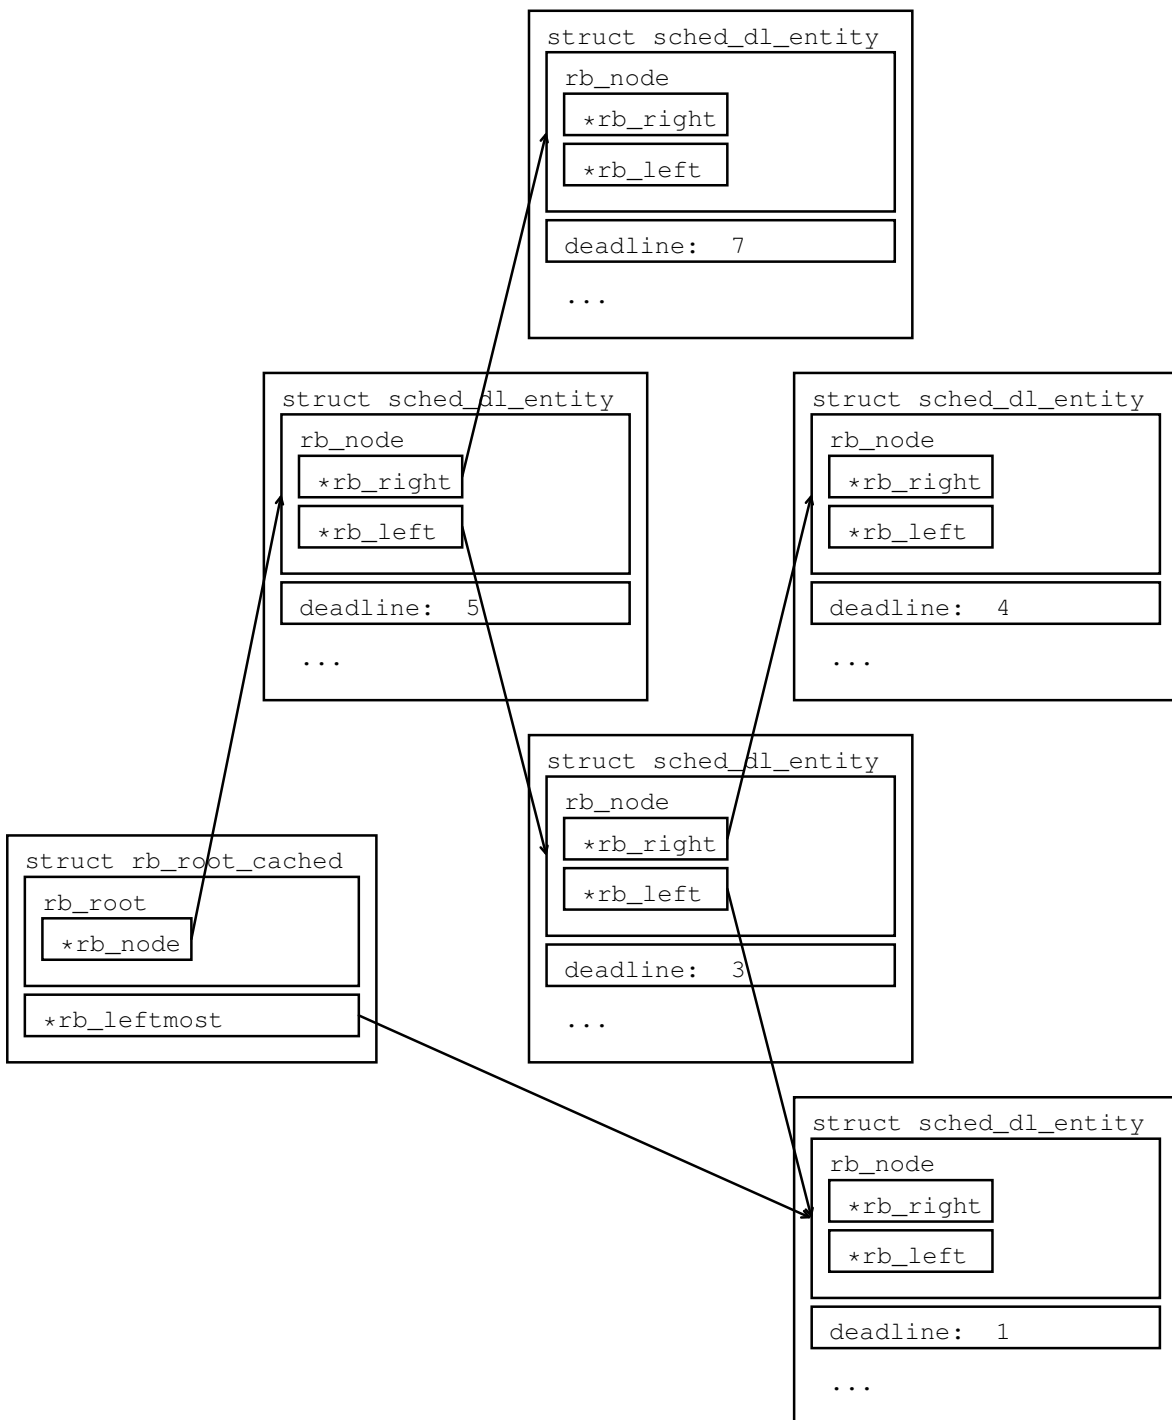 struct sched_dl_entity
rb_node
*rb_right
*rb_left
deadline: 7
...
struct sched_dl_entity
rb_node
*rb_right
*rb_left
deadline: 5
...
struct sched_dl_entity
rb_node
*rb_right
*rb_left
deadline: 4
...
struct sched_dl_entity
rb_node
*rb_right
*rb_left
deadline: 3
...
struct rb_root_cached
rb_root
*rb_node
*rb_leftmost
struct sched_dl_entity
rb_node
*rb_right
*rb_left
deadline: 1
...